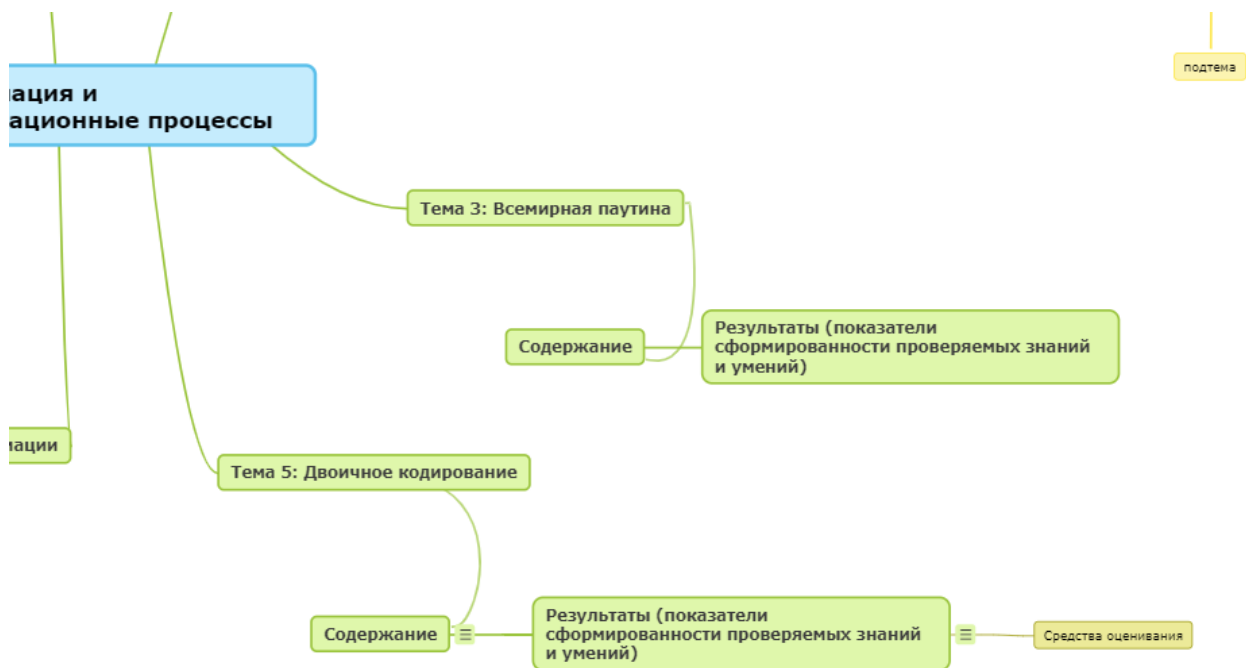 подтема
ация и
ационные процессы
Тема 3: Всемирная паутина
Результаты (показатели
сформированности проверяемых знаний
и умений)
Содержание
мации
Тема 5: Двоичное кодирование
Результаты (показатели
сформированности проверяемых знаний
и умений)
Содержание
Средства оценивания